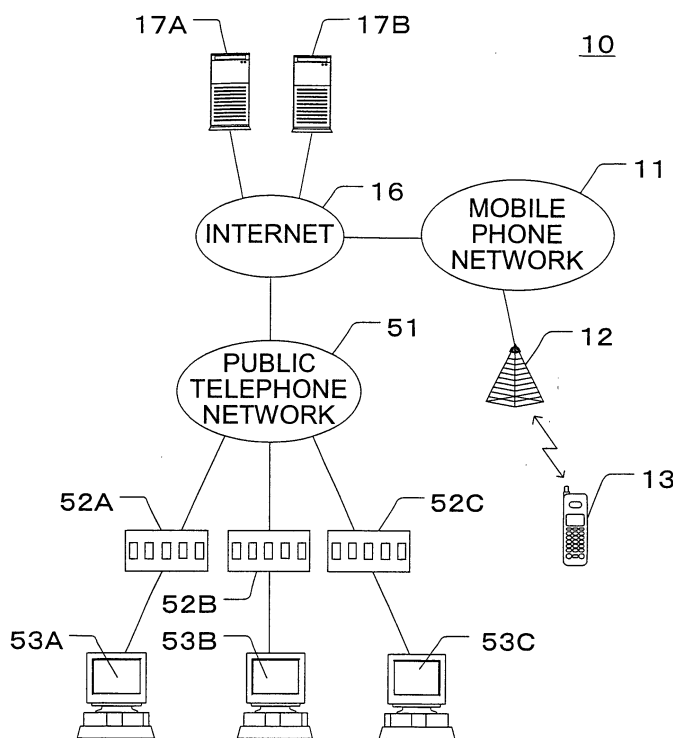 17A
17B
10
16
11
INTERNET
MOBILE
PHONE
NETWORK
51
12
PUBLIC
TELEPHONE
NETWORK
13
52A
52C
52B
53A
53B
53C